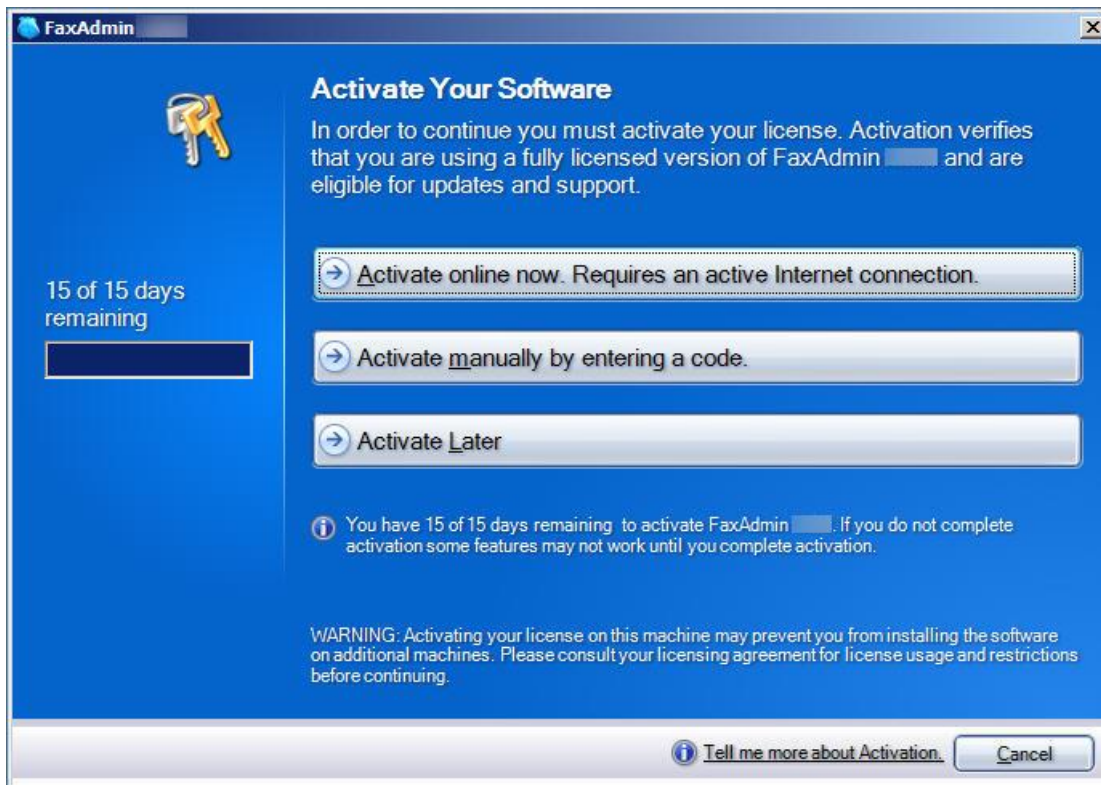 FaxAdmin
Activate Your Software
In order to continue you must activate your license. Activation verifies
that you are using a fully licensed version of FaxAdmin and are
eligible for updates and support.
15 of 15 days
remaining
Activate online now. Requires an active Internet connection.
Activate manually by entering a code.
Activate Later
You have 15 of 15 days remaining to activate FaxAdmin . If you do not complete
activation some features may not work until you complete activation.
WARNING: Activating your license on this machine may prevent you from installing the software
on additional machines. Please consult your licensing agreement for license usage and restrictions
before continuing.
Tell me more about Activation.
Cancel